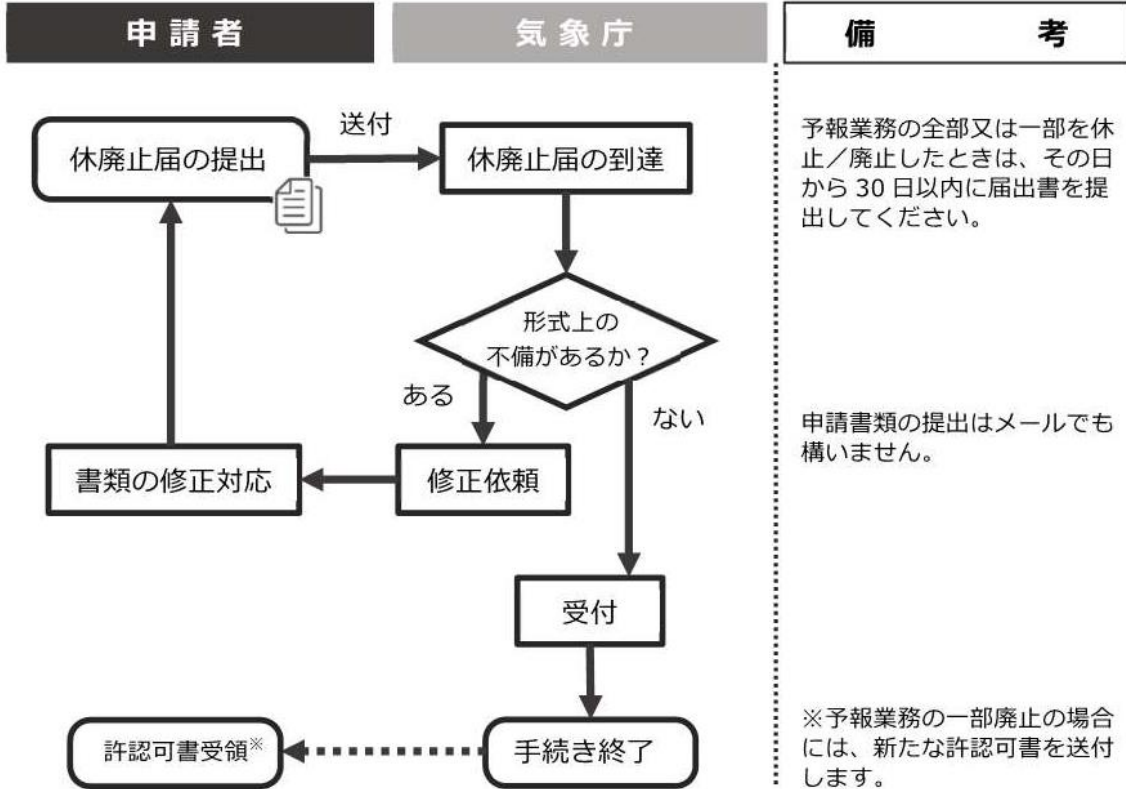 申請者
気象庁
備考
送付
休廃止届の提出
休廃止届の到達
予報業務の全部又は一部を休
止／廃止したときは、その日
から 30 日以内に届出書を提
出してください。
形式上の
不備があるか？
ある
ない
申請書類の提出はメールでも
構いません。
書類の修正対応
修正依頼
受付
許認可書受領※
手続き終了
※予報業務の一部廃止の場合
には、新たな許認可書を送付
します。